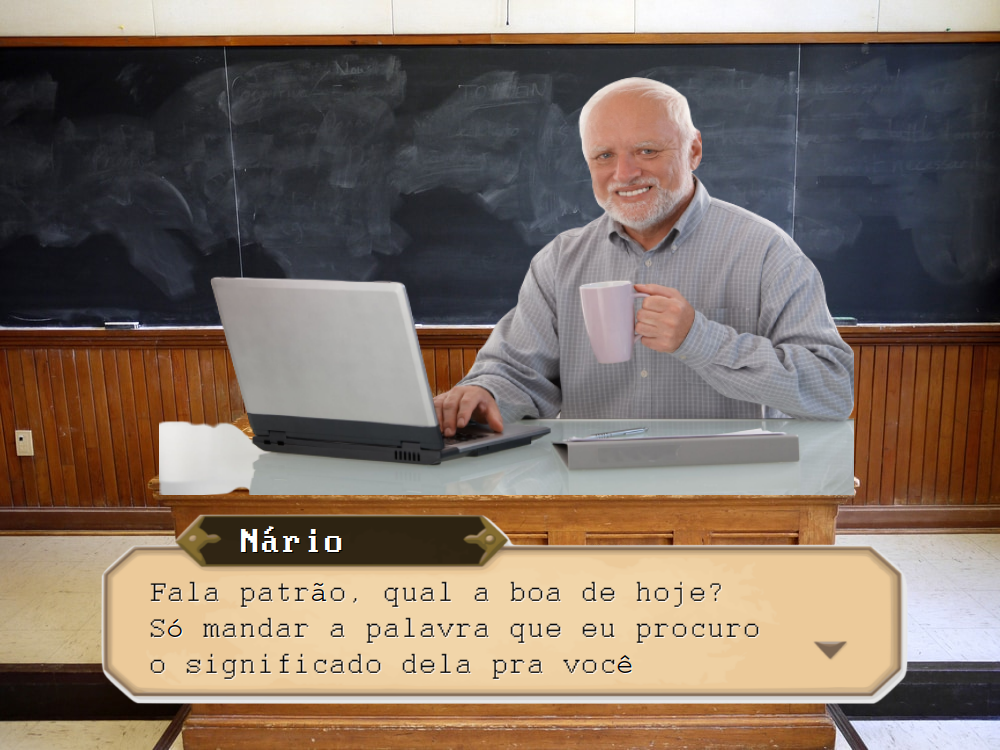 Nário
Fala patrão, qual a boa de hoje?
Só mandar a palavra que eu procuro
o significado dela pra você